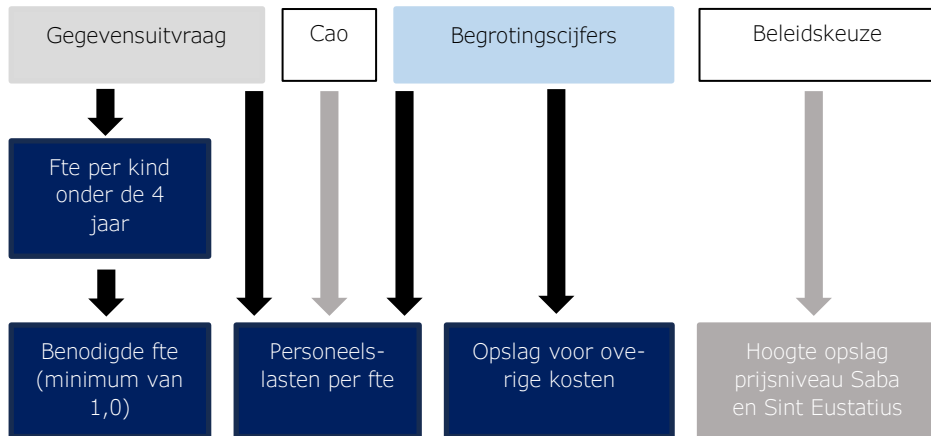 Gegevensuitvraag
Cao
Begrotingscijfers
Beleidskeuze
Fte per kind
onder de 4
jaar
Benodigde fte
(minimum van
1,0)
Personeels-
lasten per fte
Opslag voor ove-
rige kosten
Hoogte opslag
prijsniveau Saba
en Sint Eustatius